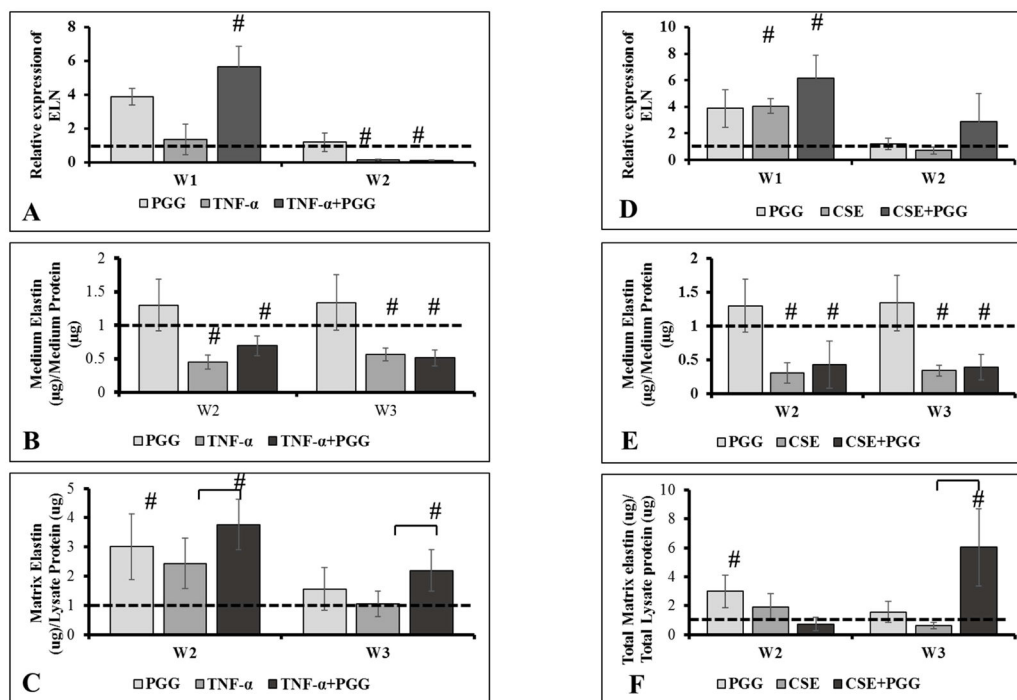 8
#
6
4
2
0
Relative expression of
ELN
W1
#
#
W2
PGG
TNF-α
TNF-α+PGG
A
2
1.5
1
0.5
0
Medium Elastin
(µg)/Medium Protein
(µg)
#
#
#
#
W2
W3
PGG
TNF-α
TNF-α+PGG
B
5
4
3
2
1
0
Matrix Elastin
(ug)/Lysate Protein (ug)
#
#
#
W2
W3
PGG
TNF-α
TNF-α+PGG
C
10
8
6
4
2
0
Relative expression of
ELN
#
#
W1
W2
PGG
CSE
CSE+PGG
D
2
1.5
1
0.5
0
Medium Elastin
(µg)/Medium Protein
(µg)
#
#
#
#
W2
W3
PGG
CSE
CSE+PGG
E
10
8
6
4
2
0
Total Matrix elastin (ug)/
Total Lysate protein (ug)
#
#
W2
W3
PGG
CSE
CSE+PGG
F